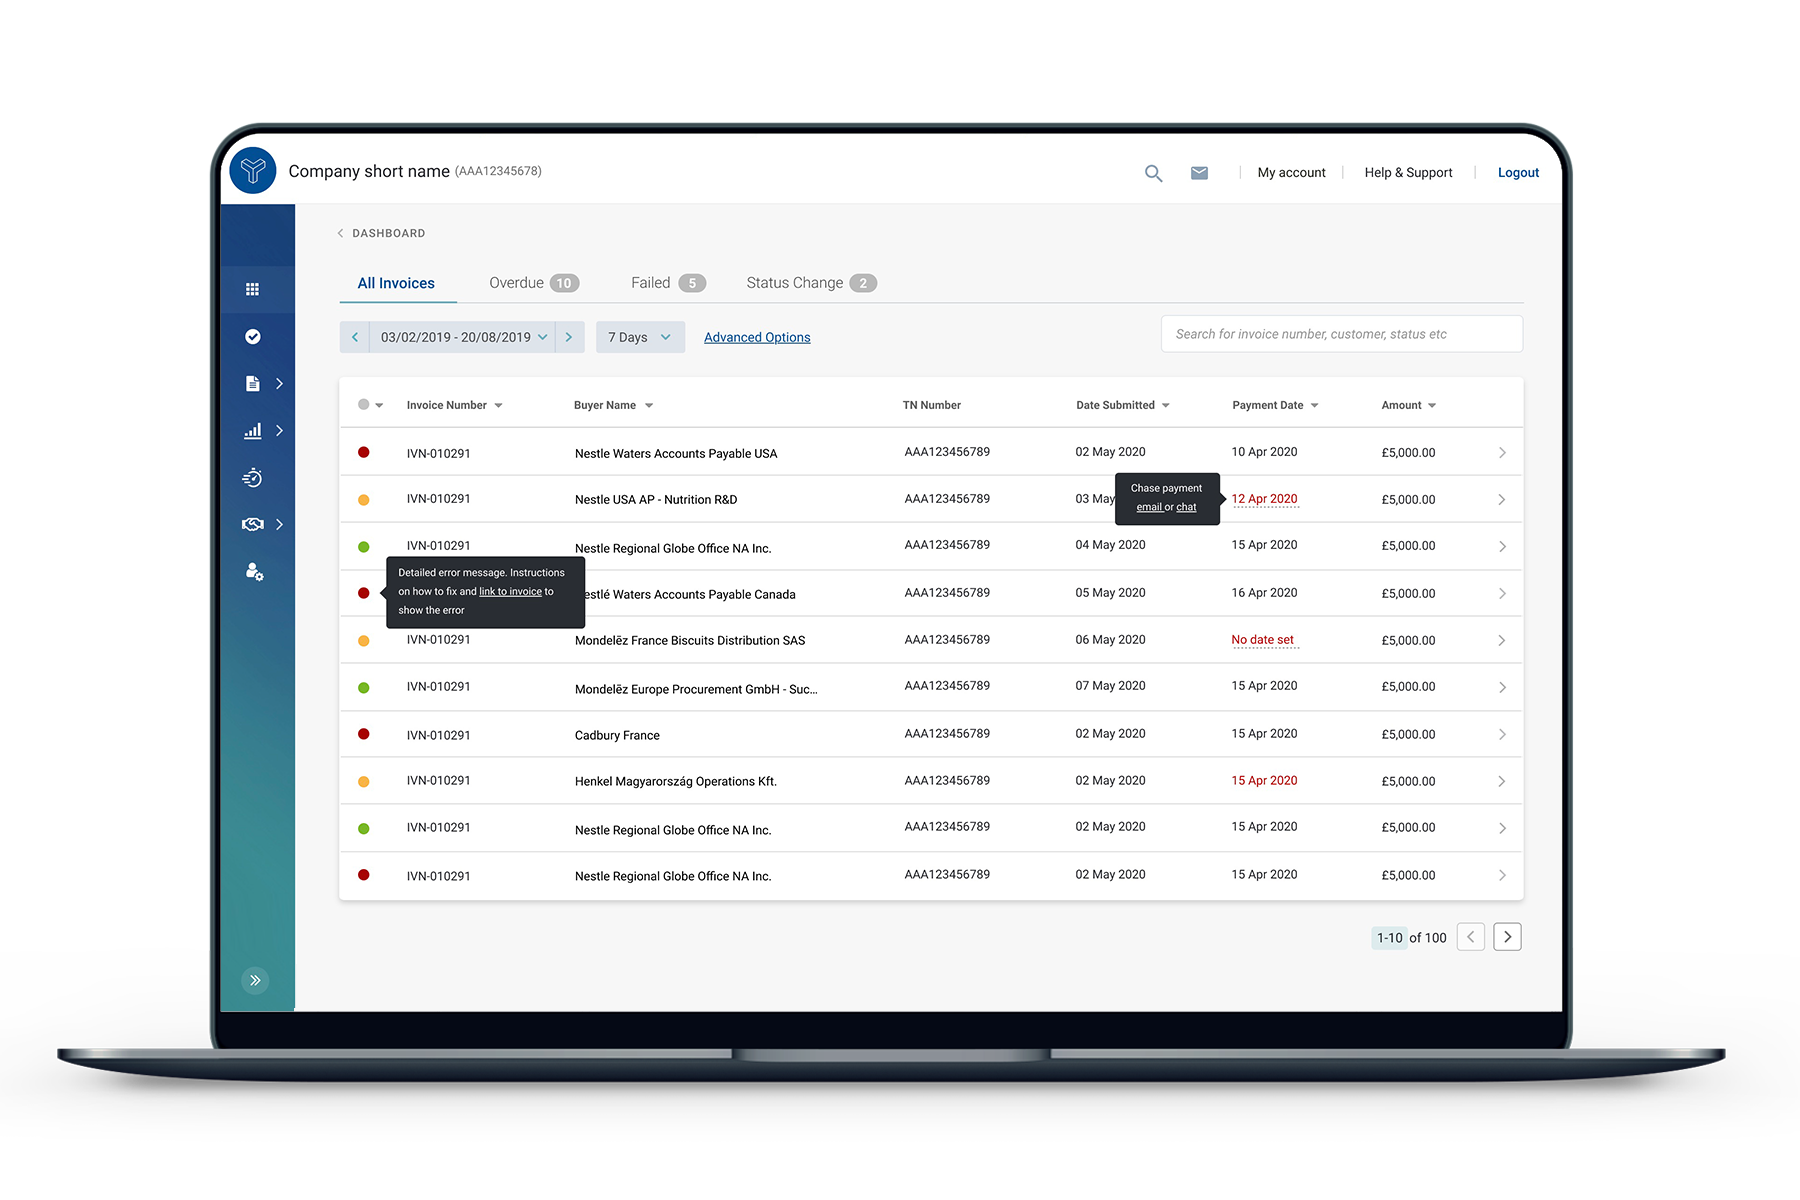 Company short name (AAA12345678)
My account
Help & Support
Logout
DASHBOARD
All Invoices
Overdue 10
Failed 5
Status Change 2
03/02/2019 - 20/08/2019
7 Days
Advanced Options
Search for invoice number, customer, status etc
Invoice Number Buyer Name TN Number Date Submitted Payment Date Amount
IVN-010291 Nestle Waters Accounts Payable USA AAA123456789 02 May 2020 10 Apr 2020 £5,000.00
IVN-010291 Nestle USA AP - Nutrition R&D AAA123456789 03 May 12 Apr 2020 £5,000.00
Chase payment
email or chat
IVN-010291 Nestle Regional Globe Office NA Inc. AAA123456789 04 May 2020 15 Apr 2020 £5,000.00
Detailed error message. Instructions
on how to fix and link to invoice to
show the error
estlé Waters Accounts Payable Canada AAA123456789 05 May 2020 16 Apr 2020 £5,000.00
IVN-010291 Mondelēz France Biscuits Distribution SAS AAA123456789 06 May 2020 No date set £5,000.00
IVN-010291 Mondelēz Europe Procurement GmbH - Suc... AAA123456789 07 May 2020 15 Apr 2020 £5,000.00
IVN-010291 Cadbury France AAA123456789 02 May 2020 15 Apr 2020 £5,000.00
IVN-010291 Henkel Magyarország Operations Kft. AAA123456789 02 May 2020 15 Apr 2020 £5,000.00
IVN-010291 Nestle Regional Globe Office NA Inc. AAA123456789 02 May 2020 15 Apr 2020 £5,000.00
IVN-010291 Nestle Regional Globe Office NA Inc. AAA123456789 02 May 2020 15 Apr 2020 £5,000.00
1-10 of 100